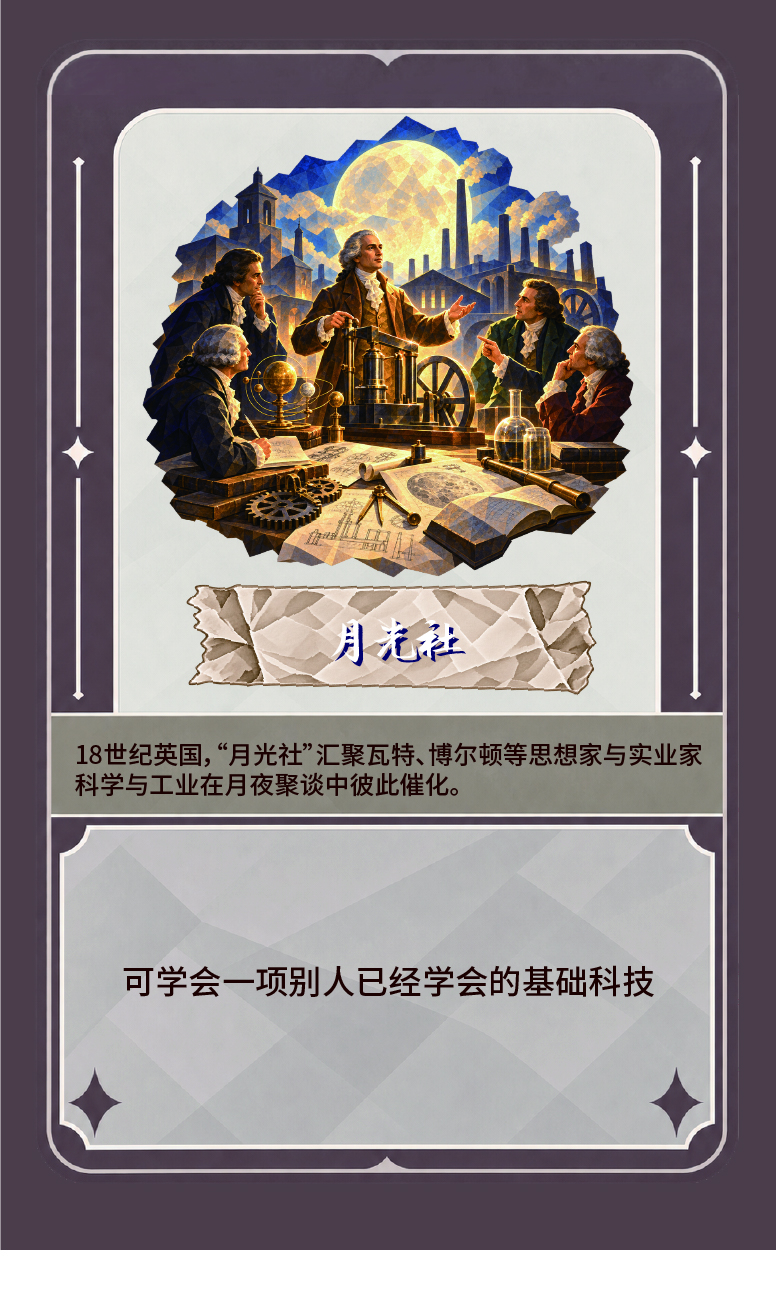 月光社
18世纪英国，“月光社”汇聚瓦特、博尔顿等思想家与实业家
科学与工业在月夜聚谈中彼此催化。
可学会一项别人已经学会的基础科技